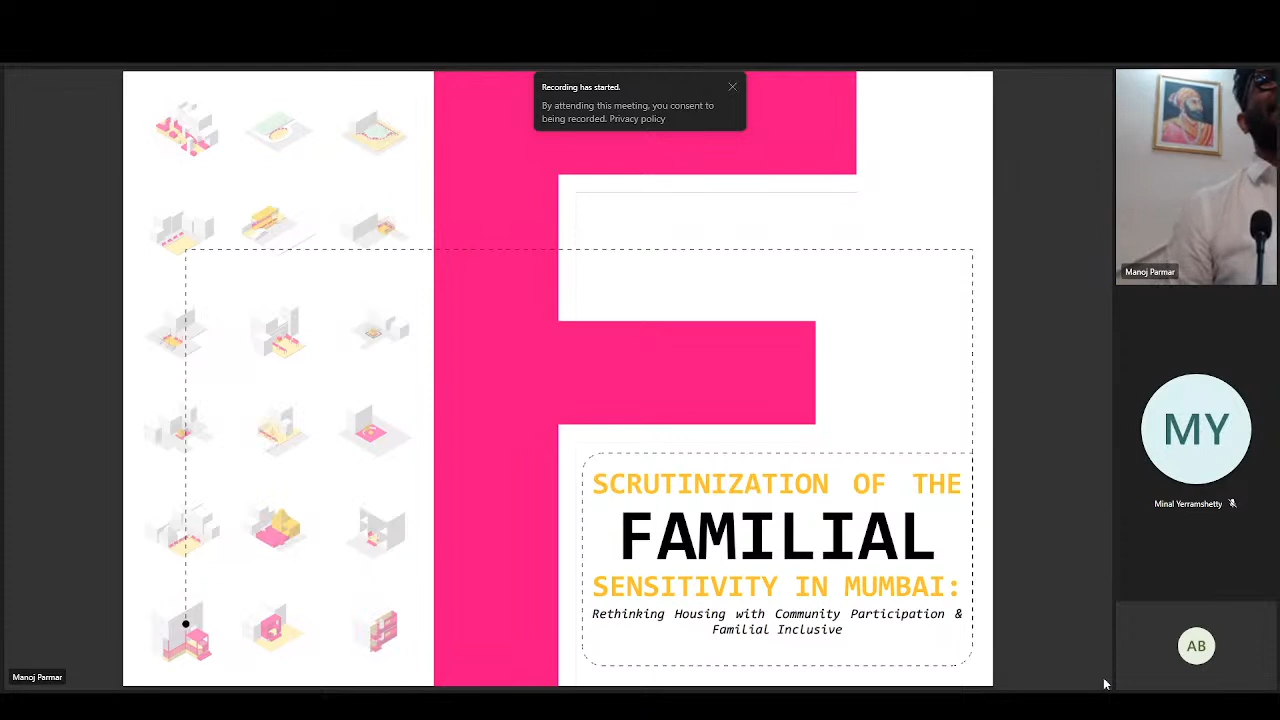 Recording has started.
By attending this meeting, you consent to
being recorded. Privacy policy
Manoj Parmar
MY
Minal Yerramshetty
SCRUTINIZATION OF THE
FAMILIAL
SENSITIVITY IN MUMBAI:
Rethinking Housing with Community Participation &
Familial Inclusive
AB
Manoj Parmar